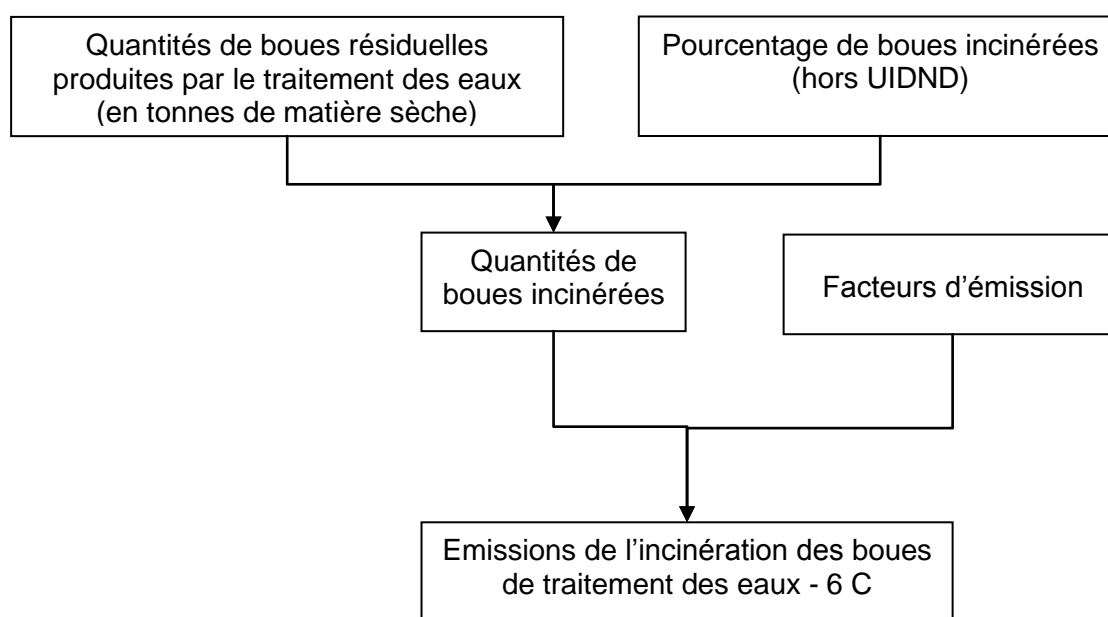 Quantités de boues résiduelles
produites par le traitement des eaux
(en tonnes de matière sèche)
Pourcentage de boues incinérées
(hors UIDND)
Quantités de
boues incinérées
Facteurs d’émission
Emissions de l’incinération des boues
de traitement des eaux - 6 C